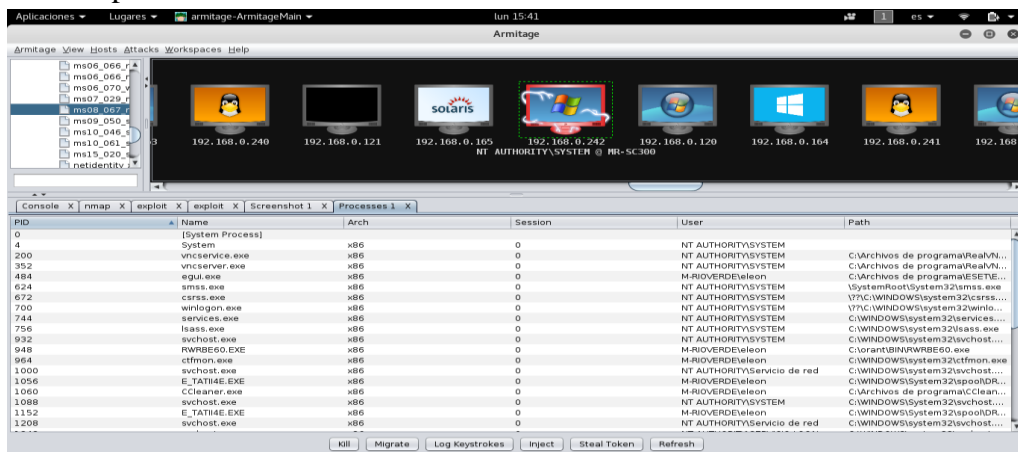 Aplicaciones ▾ Lugares ▾ armitage-ArmitageMain ▾ lun 15:41 1 es ▾
Armitage
Armitage View Hosts Attacks Workspaces Help
ms06_066_r
ms06_066_r
ms06_070_v
ms07_029_r
ms08_067_r
ms09_050_s
ms10_046_s
ms10_061_s
ms15_020_s
netidentity
solaris
3 192.168.0.240 192.168.0.121 192.168.0.165 192.168.0.242 192.168.0.120 192.168.0.164 192.168.0.241 192.168
NT AUTHORITY\SYSTEM @ MR-SC300
Console X nmap X exploit X exploit X Screenshot 1 X Processes 1 X
PID Name Arch Session User Path
0 [System Process]
4 System x86 0 NT AUTHORITY\SYSTEM
200 vncservice.exe x86 0 NT AUTHORITY\SYSTEM C:\Archivos de programa\RealVN...
352 vncserver.exe x86 0 NT AUTHORITY\SYSTEM C:\Archivos de programa\RealVN...
484 egui.exe x86 0 M-RIOVERDE\eleon C:\Archivos de programa\ESET\E...
624 smss.exe x86 0 NT AUTHORITY\SYSTEM \SystemRoot\System32\smss.exe
672 csrss.exe x86 0 NT AUTHORITY\SYSTEM \??\C:\WINDOWS\system32\csrss....
700 winlogon.exe x86 0 NT AUTHORITY\SYSTEM \??\C:\WINDOWS\system32\winlo...
744 services.exe x86 0 NT AUTHORITY\SYSTEM C:\WINDOWS\system32\services....
756 lsass.exe x86 0 NT AUTHORITY\SYSTEM C:\WINDOWS\system32\lsass.exe
932 svchost.exe x86 0 NT AUTHORITY\SYSTEM C:\WINDOWS\system32\svchost....
948 RWRBE60.EXE x86 0 M-RIOVERDE\eleon C:\orant\BIN\RWRBE60.exe
964 ctfmon.exe x86 0 M-RIOVERDE\eleon C:\WINDOWS\system32\ctfmon.exe
1000 svchost.exe x86 0 NT AUTHORITY\Servicio de red C:\WINDOWS\system32\svchost....
1056 E_TATII4E.EXE x86 0 M-RIOVERDE\eleon C:\WINDOWS\System32\spool\DR...
1060 CCleaner.exe x86 0 M-RIOVERDE\eleon C:\Archivos de programa\CClean...
1088 svchost.exe x86 0 NT AUTHORITY\SYSTEM C:\WINDOWS\System32\svchost....
1152 E_TATII4E.EXE x86 0 M-RIOVERDE\eleon C:\WINDOWS\System32\spool\DR...
1208 svchost.exe x86 0 NT AUTHORITY\Servicio de red C:\WINDOWS\system32\svchost....
Kill Migrate Log Keystrokes Inject Steal Token Refresh